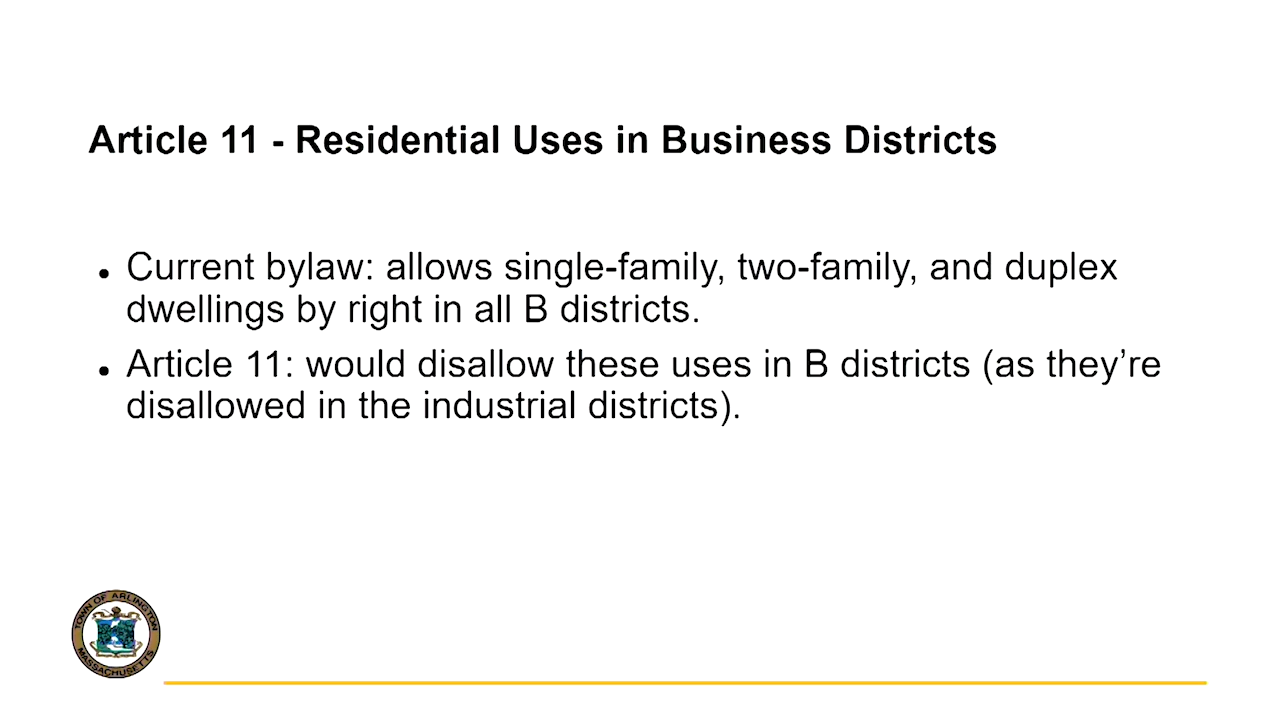 Article 11 - Residential Uses in Business Districts
• Current bylaw: allows single-family, two-family, and duplex
dwellings by right in all B districts.
• Article 11: would disallow these uses in B districts (as they’re
disallowed in the industrial districts).
TOWN OF ARLINGTON
MASSACHUSETTS